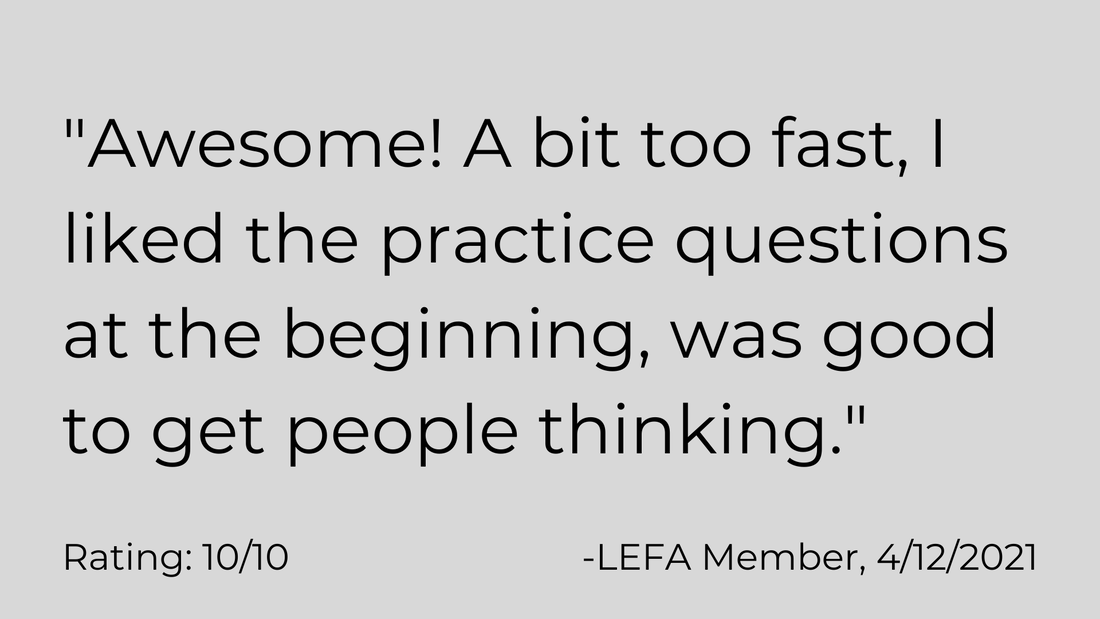 "Awesome! A bit too fast, I
liked the practice questions
at the beginning, was good
to get people thinking."
Rating: 10/10
-LEFA Member, 4/12/2021